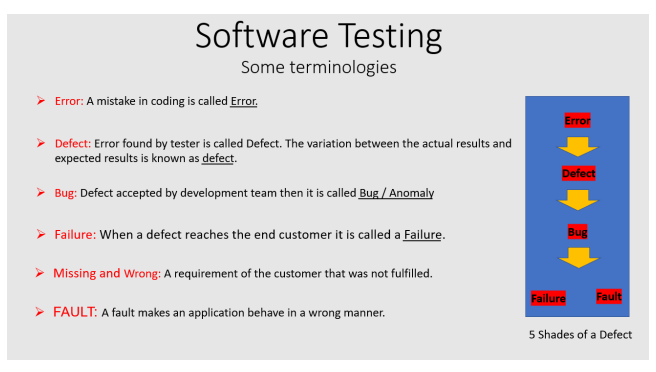 Software Testing
Some terminologies
Error: A mistake in coding is called Error.
Defect: Error found by tester is called Defect. The variation between the actual results and
expected results is known as defect.
Bug: Defect accepted by development team then it is called Bug / Anomaly
Failure: When a defect reaches the end customer it is called a Failure.
Missing and Wrong: A requirement of the customer that was not fulfilled.
FAULT: A fault makes an application behave in a wrong manner.
Error
Defect
Bug
Failure Fault
5 Shades of a Defect